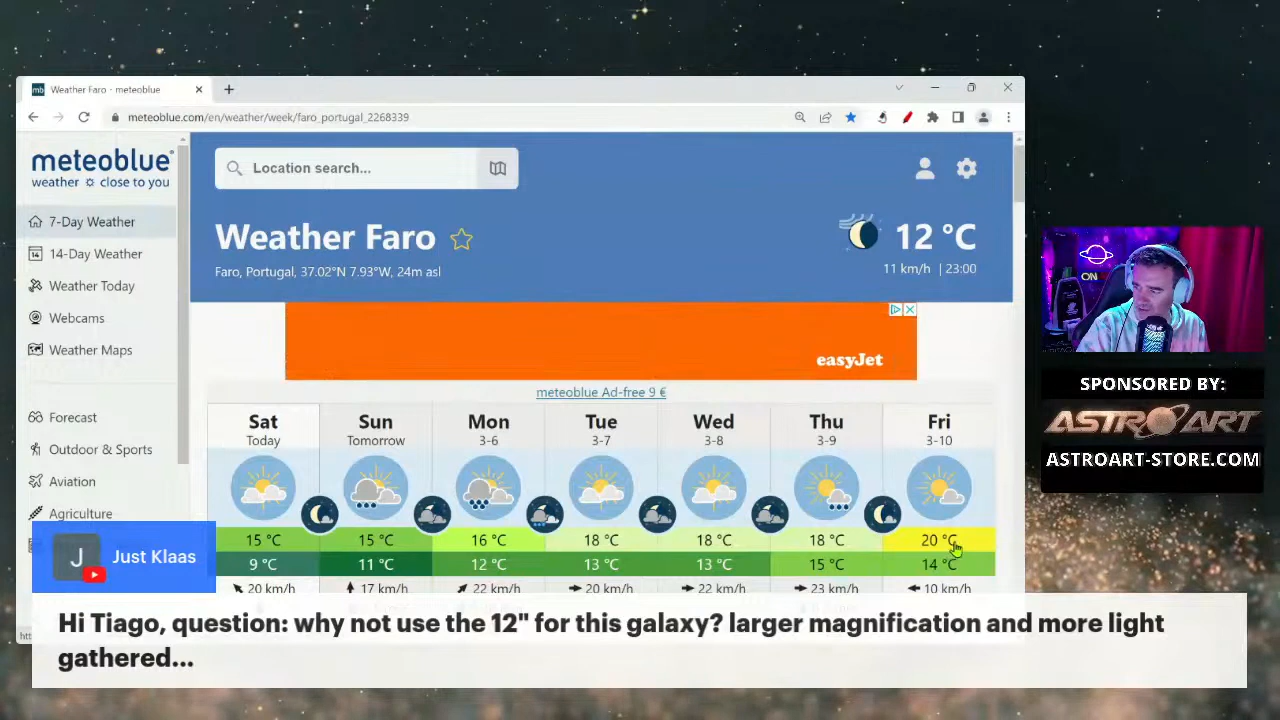 Weather Faro - meteoblue
meteoblue.com/en/weather/week/faro_portugal_2268339
meteoblue
weather close to you
Location search...
7-Day Weather
14-Day Weather
Weather Today
Webcams
Weather Maps
Forecast
Outdoor & Sports
Aviation
Agriculture
Weather Faro
12 °C
Faro, Portugal, 37.02°N 7.93°W, 24m asl
11 km/h | 23:00
easyJet
meteoblue Ad-free 9 €
Sat Sun Mon Tue Wed Thu Fri
Today Tomorrow 3-6 3-7 3-8 3-9 3-10
15 °C 15 °C 16 °C 18 °C 18 °C 18 °C 20 °C
9 °C 11 °C 12 °C 13 °C 13 °C 15 °C 14 °C
20 km/h 17 km/h 22 km/h 20 km/h 22 km/h 23 km/h 10 km/h
ON
SPONSORED BY:
ASTROART
ASTROART-STORE.COM
J
Just Klaas
Hi Tiago, question: why not use the 12" for this galaxy? larger magnification and more light
gathered...